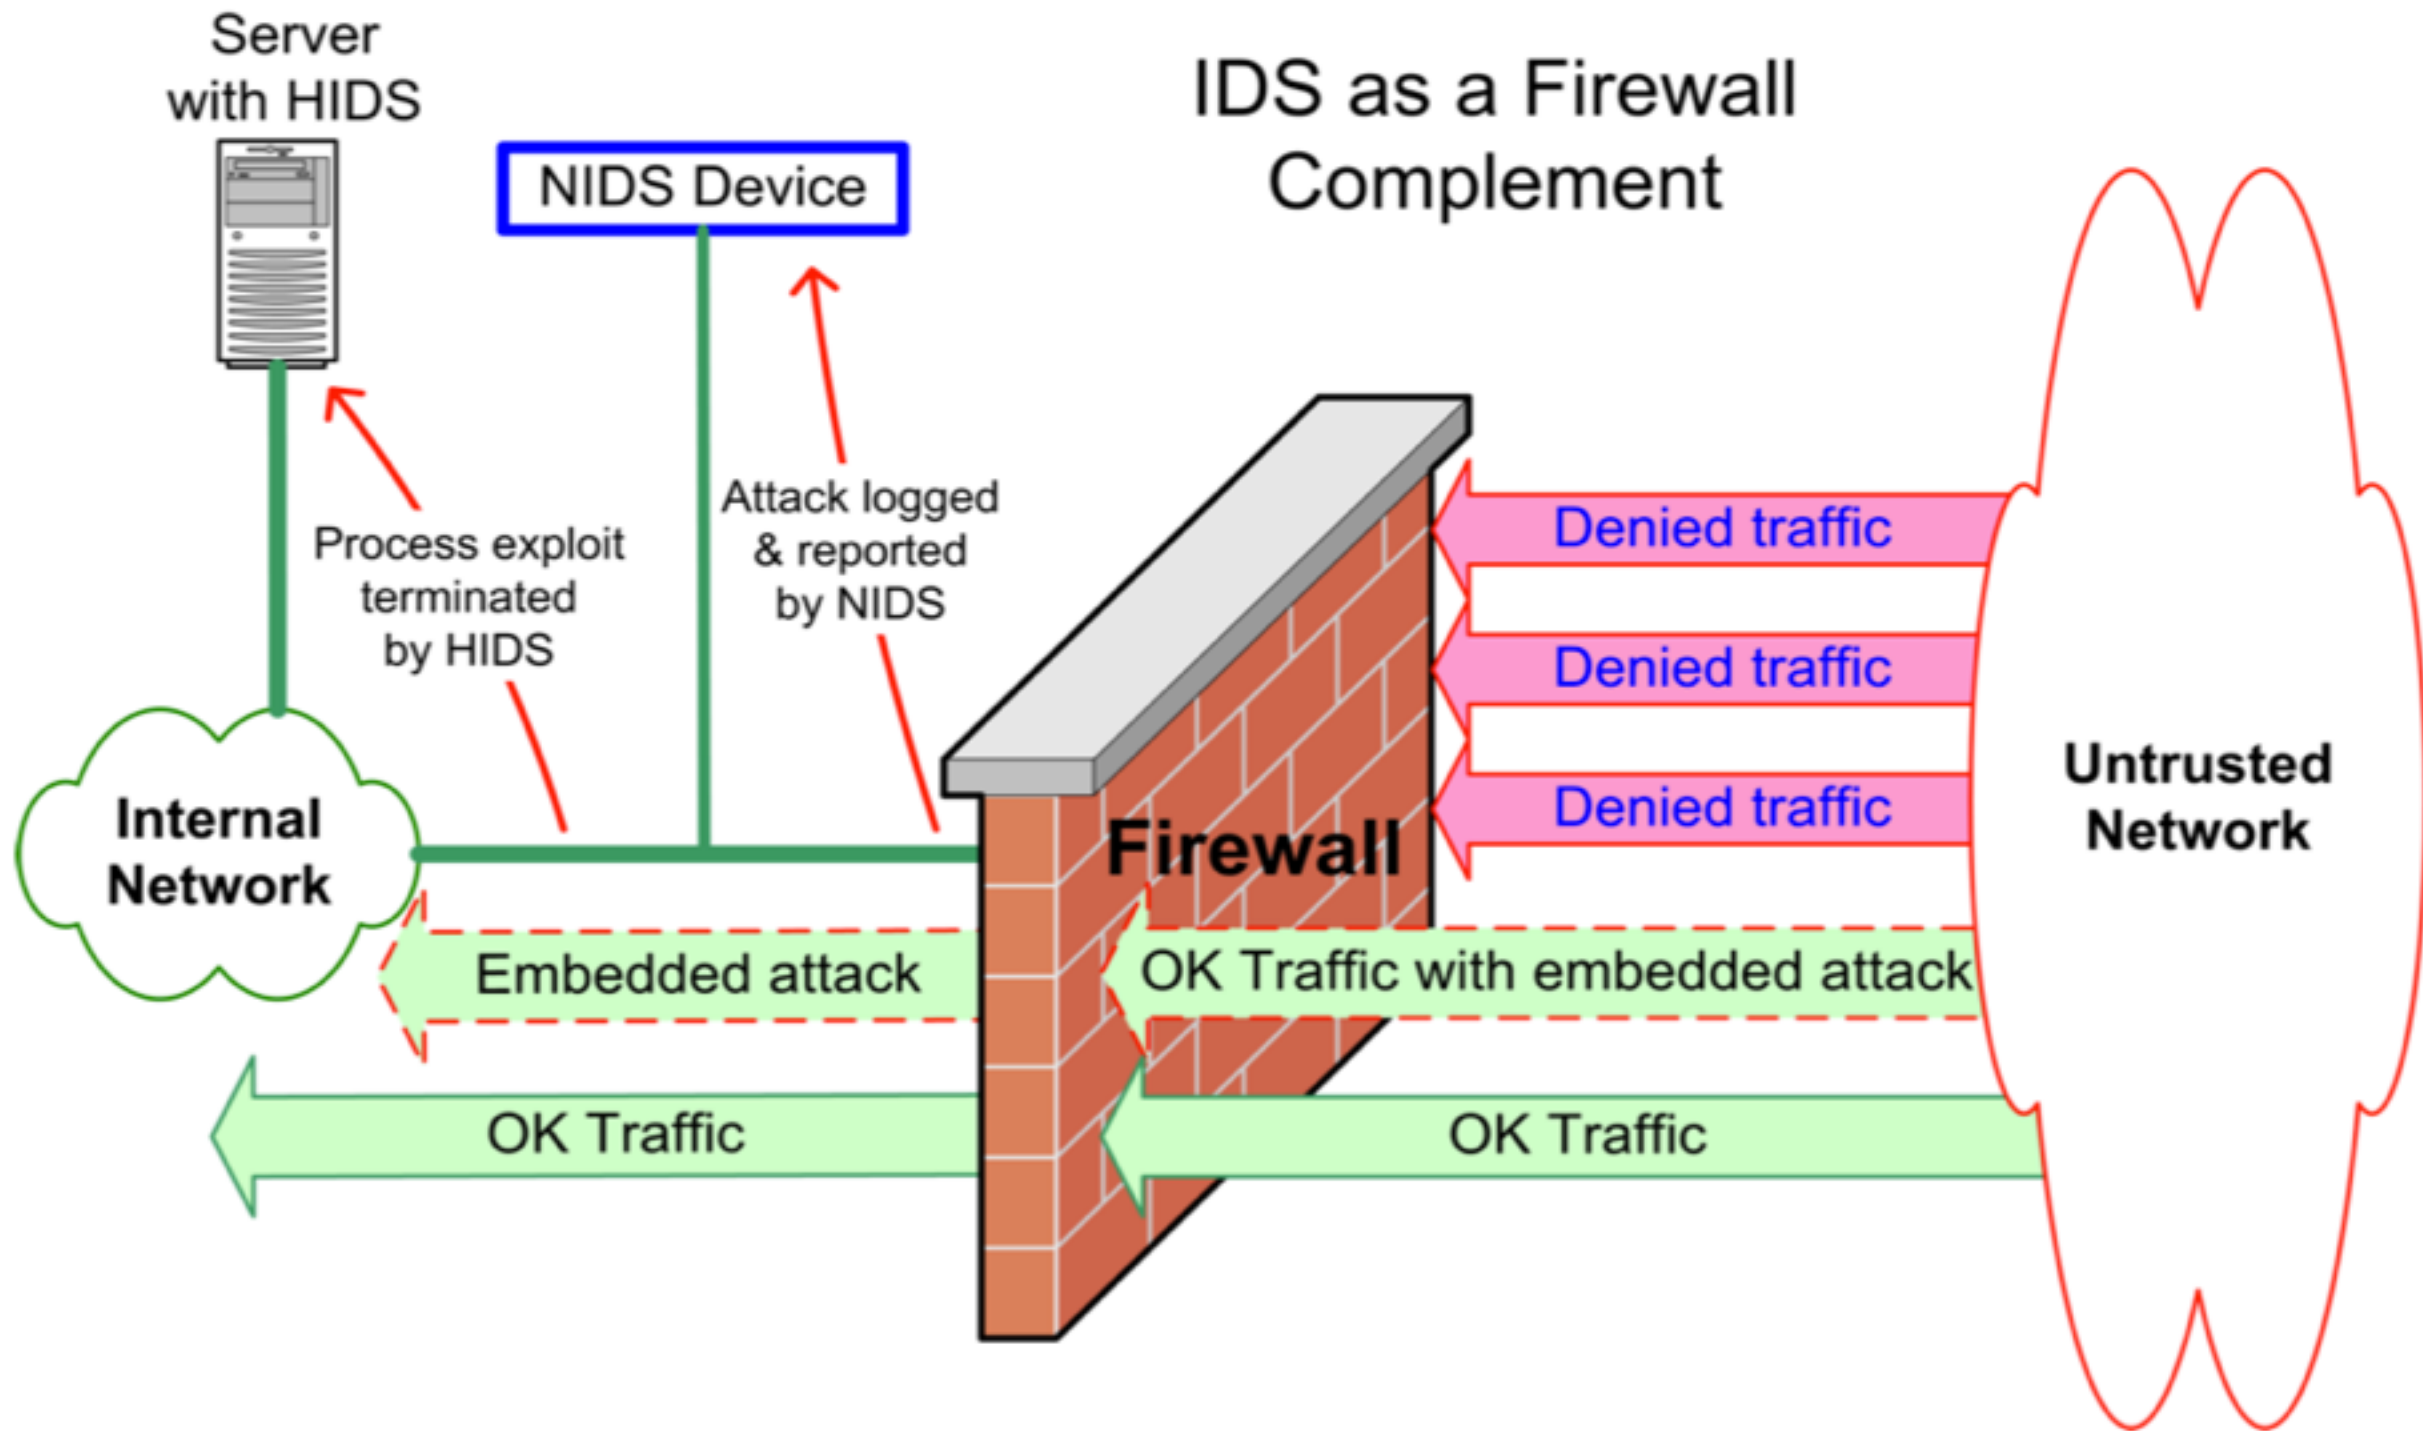 Server
with HIDS
IDS as a Firewall
Complement
NIDS Device
Attack logged
& reported
by NIDS
Process exploit
terminated
by HIDS
Denied traffic
Denied traffic
Denied traffic
Untrusted
Network
Internal
Network
Firewall
Embedded attack
OK Traffic with embedded attack
OK Traffic
OK Traffic